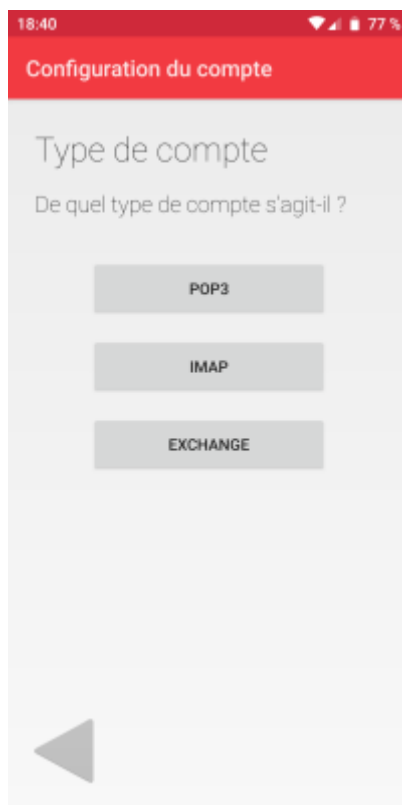 18:40 77 %
Configuration du compte
Type de compte
De quel type de compte s'agit-il ?
POP3
IMAP
EXCHANGE